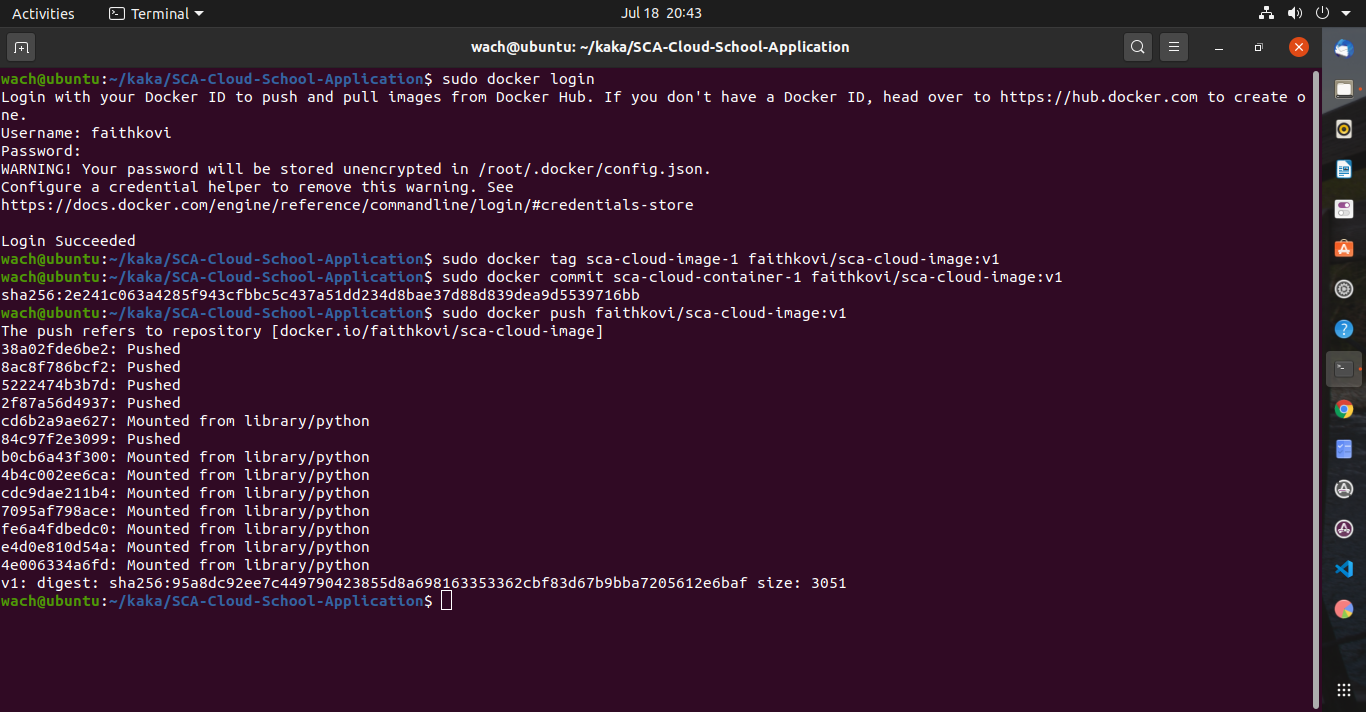 Activities
Terminal
Jul 18 20:43
wach@ubuntu: ~/kaka/SCA-Cloud-School-Application
wach@ubuntu:~/kaka/SCA-Cloud-School-Application$ sudo docker login
Login with your Docker ID to push and pull images from Docker Hub. If you don't have a Docker ID, head over to https://hub.docker.com to create o
ne.
Username: faithkovi
Password:
WARNING! Your password will be stored unencrypted in /root/.docker/config.json.
Configure a credential helper to remove this warning. See
https://docs.docker.com/engine/reference/commandline/login/#credentials-store
Login Succeeded
wach@ubuntu:~/kaka/SCA-Cloud-School-Application$ sudo docker tag sca-cloud-image-1 faithkovi/sca-cloud-image:v1
wach@ubuntu:~/kaka/SCA-Cloud-School-Application$ sudo docker commit sca-cloud-container-1 faithkovi/sca-cloud-image:v1
sha256:2e241c063a4285f943cfbbc5c437a51dd234d8bae37d88d839dea9d5539716bb
wach@ubuntu:~/kaka/SCA-Cloud-School-Application$ sudo docker push faithkovi/sca-cloud-image:v1
The push refers to repository [docker.io/faithkovi/sca-cloud-image]
38a02fde6be2: Pushed
8ac8f786bcf2: Pushed
5222474b3b7d: Pushed
2f87a56d4937: Pushed
cd6b2a9ae627: Mounted from library/python
84c97f2e3099: Pushed
b0cb6a43f300: Mounted from library/python
4b4c002ee6ca: Mounted from library/python
cdc9dae211b4: Mounted from library/python
7095af798ace: Mounted from library/python
fe6a4fdbedc0: Mounted from library/python
e4d0e810d54a: Mounted from library/python
4e006334a6fd: Mounted from library/python
v1: digest: sha256:95a8dc92ee7c449790423855d8a698163353362cbf83d67b9bba7205612e6baf size: 3051
wach@ubuntu:~/kaka/SCA-Cloud-School-Application$